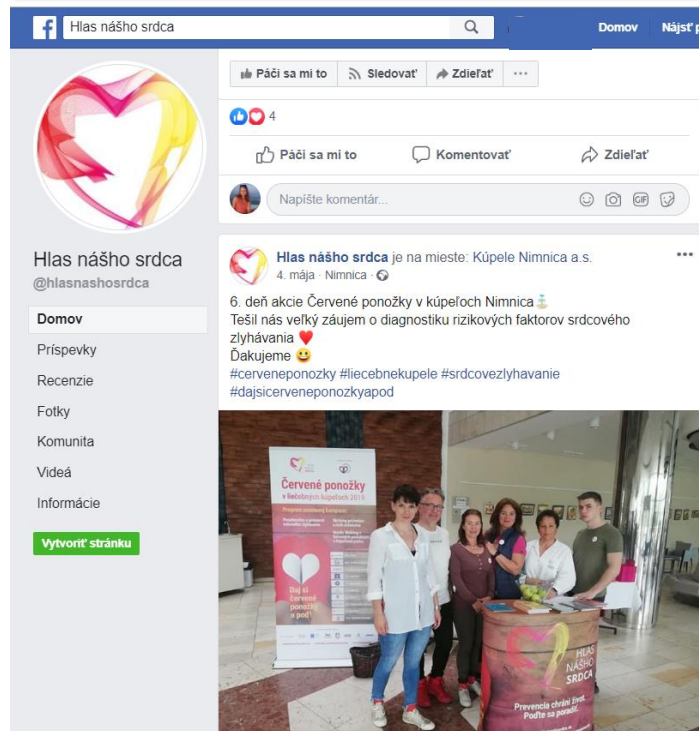 Hlas nášho srdca
Domov
Nájsť p
Páči sa mi to
Sledovať
Zdieľať
4
Páči sa mi to
Komentovať
Zdieľať
Napíšte komentár...
GIF
Hlas nášho srdca
@hlasnashosrdca
Domov
Príspevky
Recenzie
Fotky
Komunita
Videá
Informácie
Vytvoriť stránku
Hlas nášho srdca je na mieste: Kúpele Nimnica a.s.
4. mája · Nimnica ·
6. deň akcie Červené ponožky v kúpeľoch Nimnica
Tešil nás veľký záujem o diagnostiku rizikových faktorov srdcového
zlyhávania
Ďakujeme
#cerveneponozky #liecebnekupele #srdcovezlyhavanie
#dajsicerveneponozkyapod
Červené ponožky
v liečebných kúpeľoch 2019
Daj si
červené
ponožky
a poď!
HLAS
NÁŠHO
SRDCA
Prevencia chráni život.
Poďte sa poradiť.